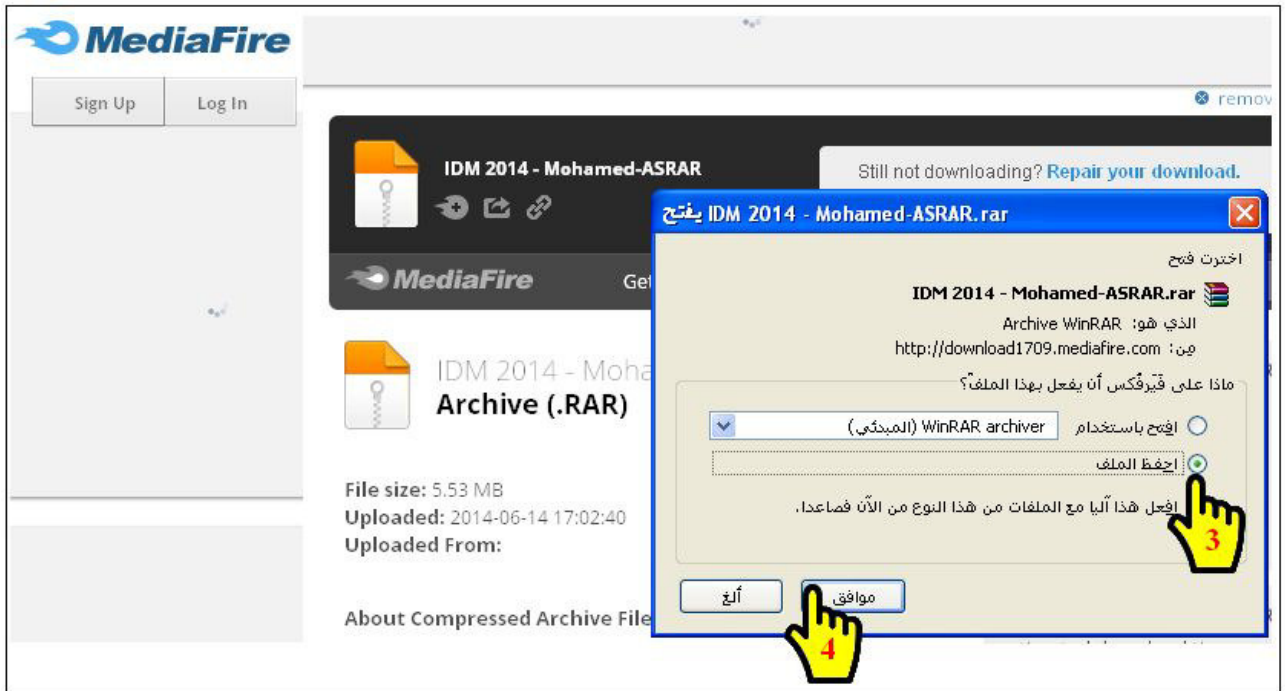 MediaFire
Sign Up
Log In
remov
IDM 2014 - Mohamed-ASRAR
Still not downloading? Repair your download.
MediaFire
Get
IDM 2014 - Moha
Archive (.RAR)
File size: 5.53 MB
Uploaded: 2014-06-14 17:02:40
Uploaded From:
About Compressed Archive File
يفتح IDM 2014 - Mohamed-ASRAR.rar
اخترت فتح
IDM 2014 - Mohamed-ASRAR.rar
الذي هو: Archive WinRAR
مِن: http://download1709.mediafire.com
ماذا على فَيَرفُكس أن يفعل بهذا الملف؟
افتح باستخدام WinRAR archiver (المبدئي)
احفظ الملف
افعل هذا آليا مع الملفات من هذا النوع من الآن فصاعدا.
3
موافق
ألغ
4